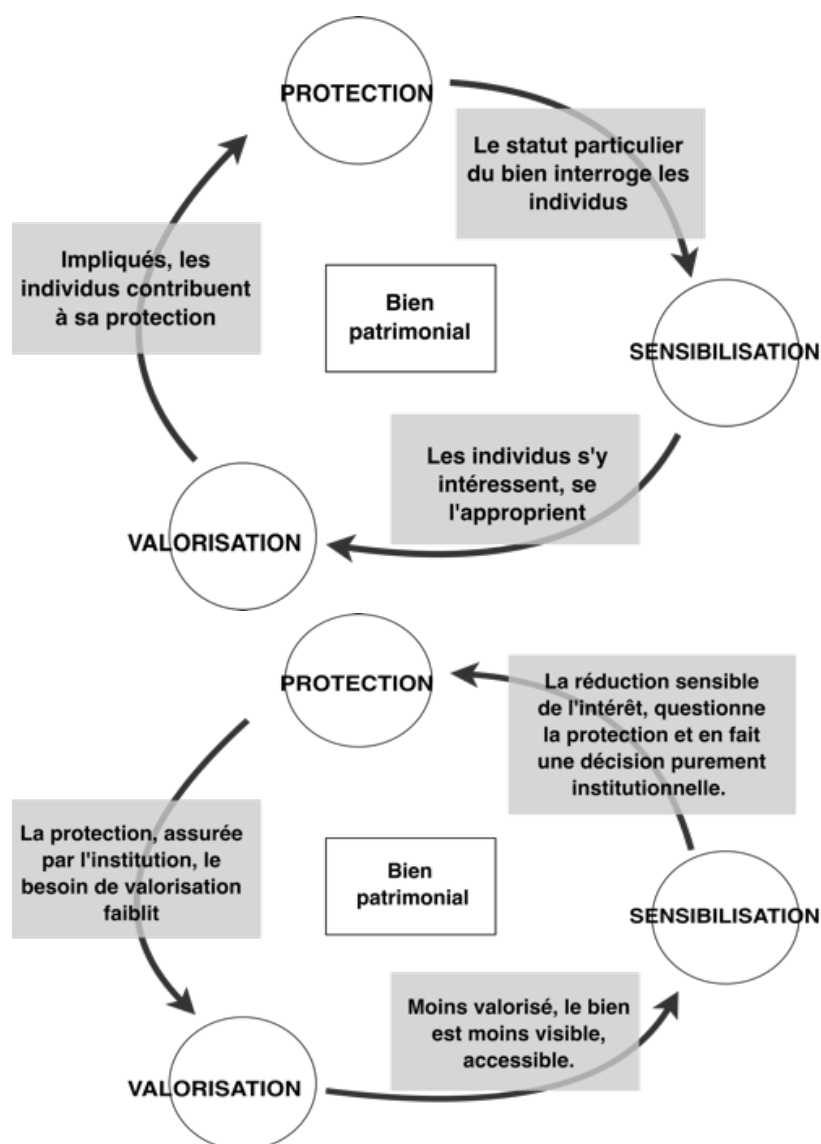 PROTECTION
Le statut particulier
du bien interroge les
individus
Impliqués, les
individus contribuent
à sa protection
Bien
patrimonial
SENSIBILISATION
Les individus s'y
intéressent, se
l'approprient
VALORISATION
PROTECTION
La réduction sensible
de l'intérêt, questionne
la protection et en fait
une décision purement
institutionnelle.
La protection, assurée
par l'institution, le
besoin de valorisation
faiblit
Bien
patrimonial
SENSIBILISATION
Moins valorisé, le bien
est moins visible,
accessible.
VALORISATION